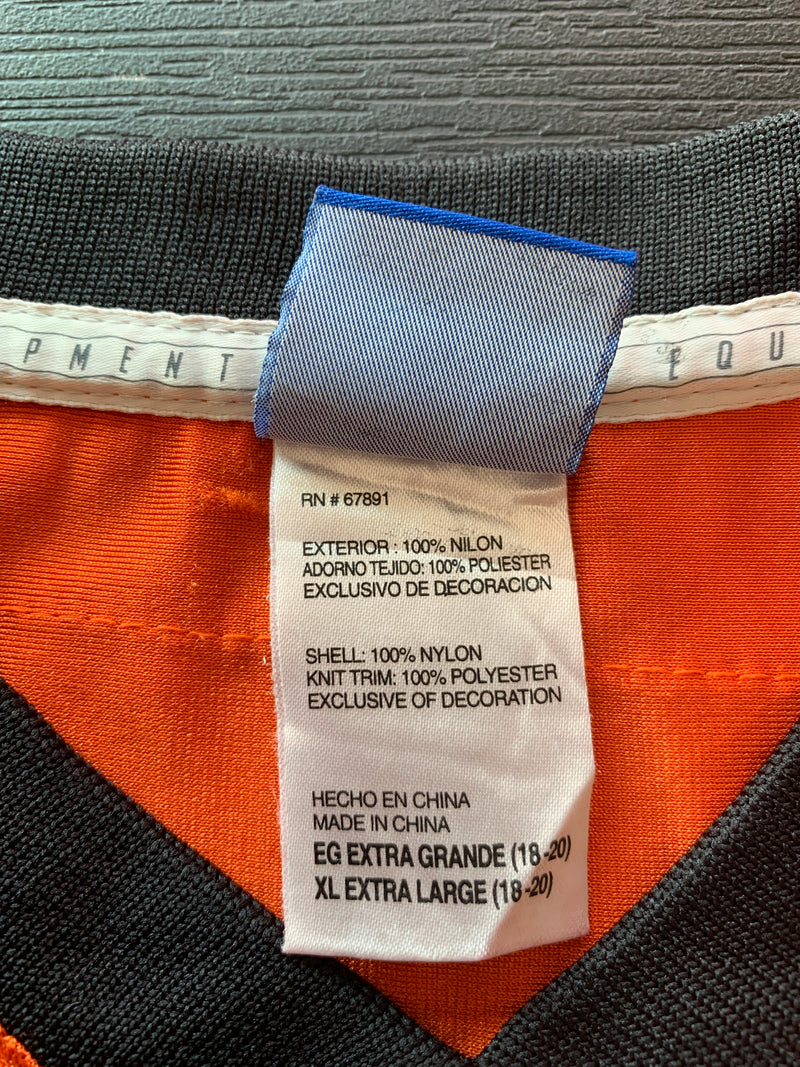 PMENT EQU
RN # 67891
EXTERIOR : 100% NILON
ADORNO TEJIDO: 100% POLIESTER
EXCLUSIVO DE DECORACION
SHELL: 100% NYLON
KNIT TRIM: 100% POLYESTER
EXCLUSIVE OF DECORATION
HECHO EN CHINA
MADE IN CHINA
EG EXTRA GRANDE (18-20)
XL EXTRA LARGE (18-20)